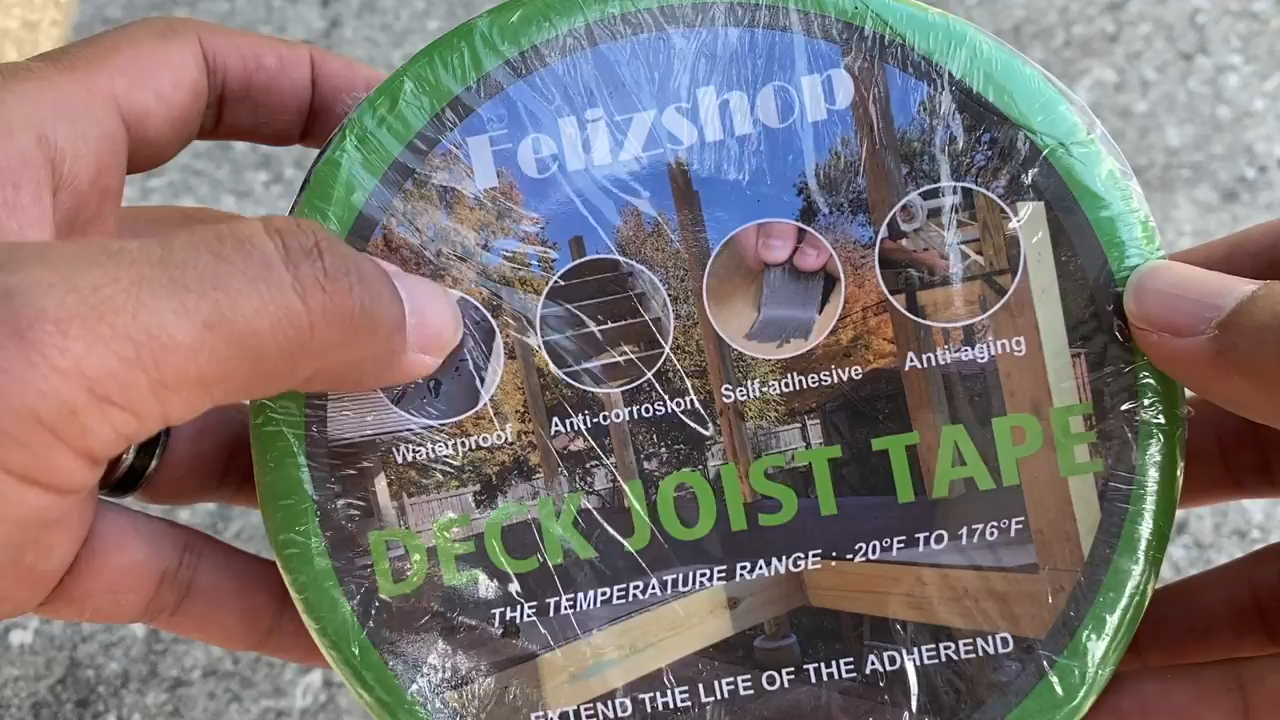 Felizshop
Waterproof
Anti-corrosion
Self-adhesive
Anti-aging
DECK JOIST TAPE
THE TEMPERATURE RANGE : -20°F TO 176°F
EXTEND THE LIFE OF THE ADHEREND